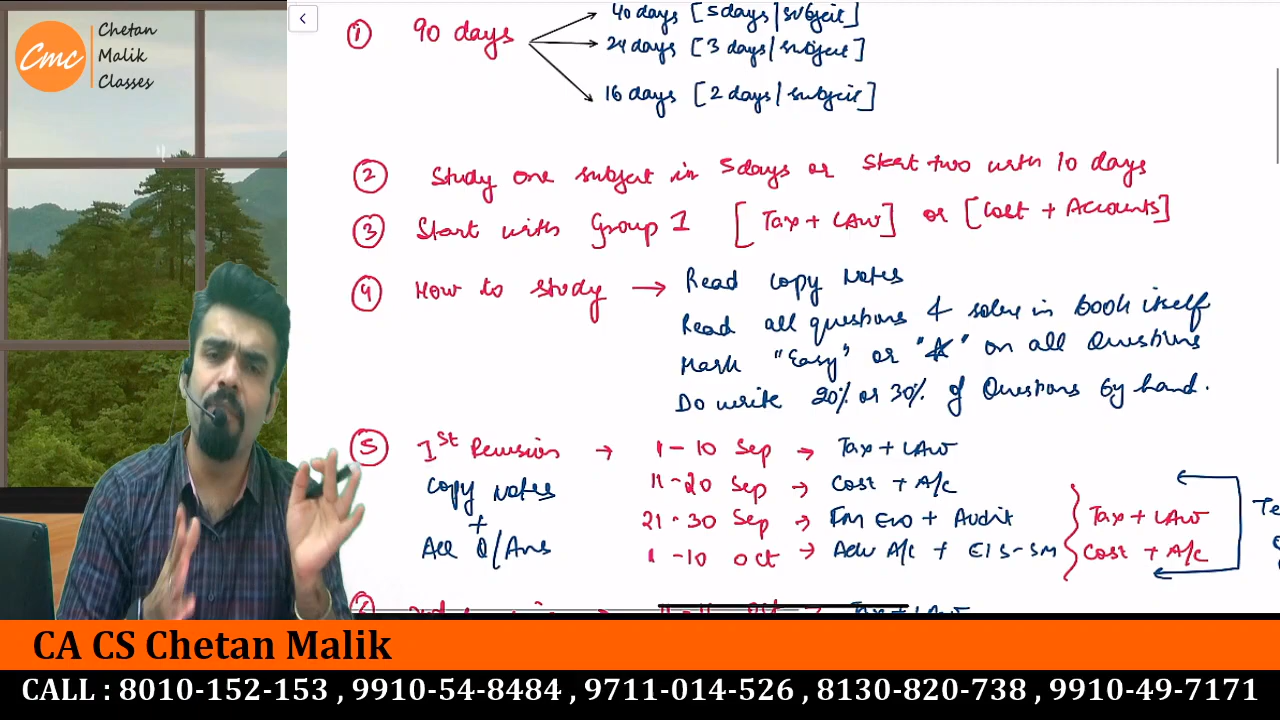 cmc
Chetan
Malik
Classes
① 90 days
40 days [5 days/subject]
24 days [3 days/subject]
16 days [2 days/subject]
② Study one subject in 5 days or Start two with 10 days
③ Start with Group 1 [Tax + LAW] or [Cost + Accounts]
④ How to study → Read copy Notes
Read all questions & solve in book itself
Mark "Easy" or "☆" on all Questions
Do write 20% or 30% of Questions by hand.
⑤ 1st Revision → 1-10 Sep → Tax + LAW
Copy Notes
+
All Q/Ans
11-20 Sep → Cost + A/c
21-30 Sep → FM Eco + Audit
1-10 Oct → Adv A/c + EIS-SM
Tax + LAW
Cost + A/c
Te
CA CS Chetan Malik
CALL : 8010-152-153 , 9910-54-8484 , 9711-014-526 , 8130-820-738 , 9910-49-7171